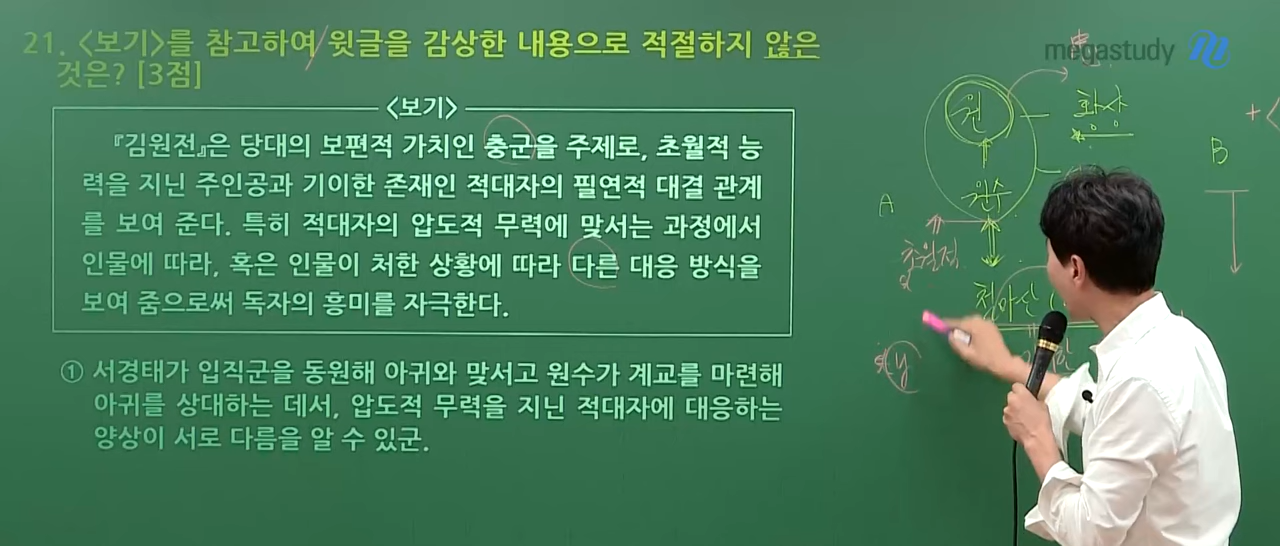 21. <보기>를 참고하여 윗글을 감상한 내용으로 적절하지 않은
것은? [3점]
<보기>
『김원전』은 당대의 보편적 가치인 충군을 주제로, 초월적 능
력을 지닌 주인공과 기이한 존재인 적대자의 필연적 대결 관계
를 보여 준다. 특히 적대자의 압도적 무력에 맞서는 과정에서
인물에 따라, 혹은 인물이 처한 상황에 따라 다른 대응 방식을
보여 줌으로써 독자의 흥미를 자극한다.
① 서경태가 입직군을 동원해 아귀와 맞서고 원수가 계교를 마련해
아귀를 상대하는 데서, 압도적 무력을 지닌 적대자에 대응하는
양상이 서로 다름을 알 수 있군.
megastudy
원
원수
A
초월적
철마산
B